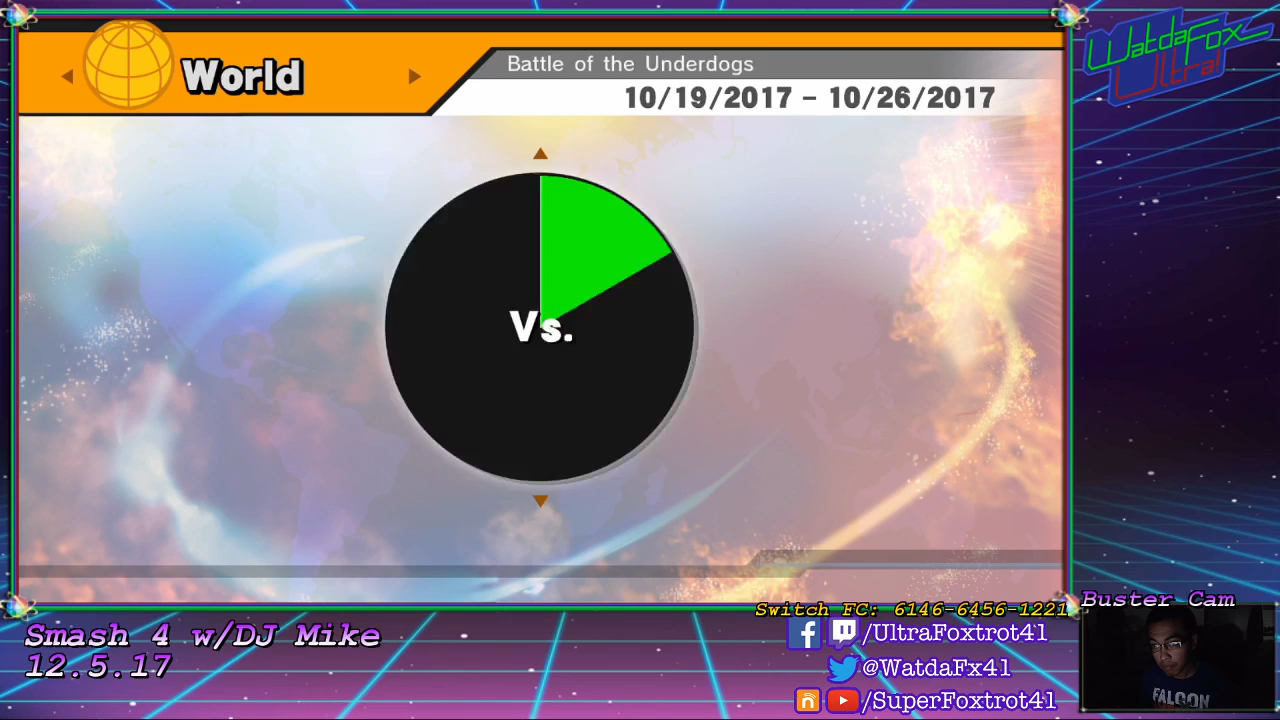 World
Battle of the Underdogs
10/19/2017 – 10/26/2017
WatdaFox
Ultra!
Vs.
Switch FC: 6146-6456-1221
Buster Cam
Smash 4 w/DJ Mike
12.5.17
/UltraFoxtrot41
@WatdaFx41
/SuperFoxtrot41
FALCON